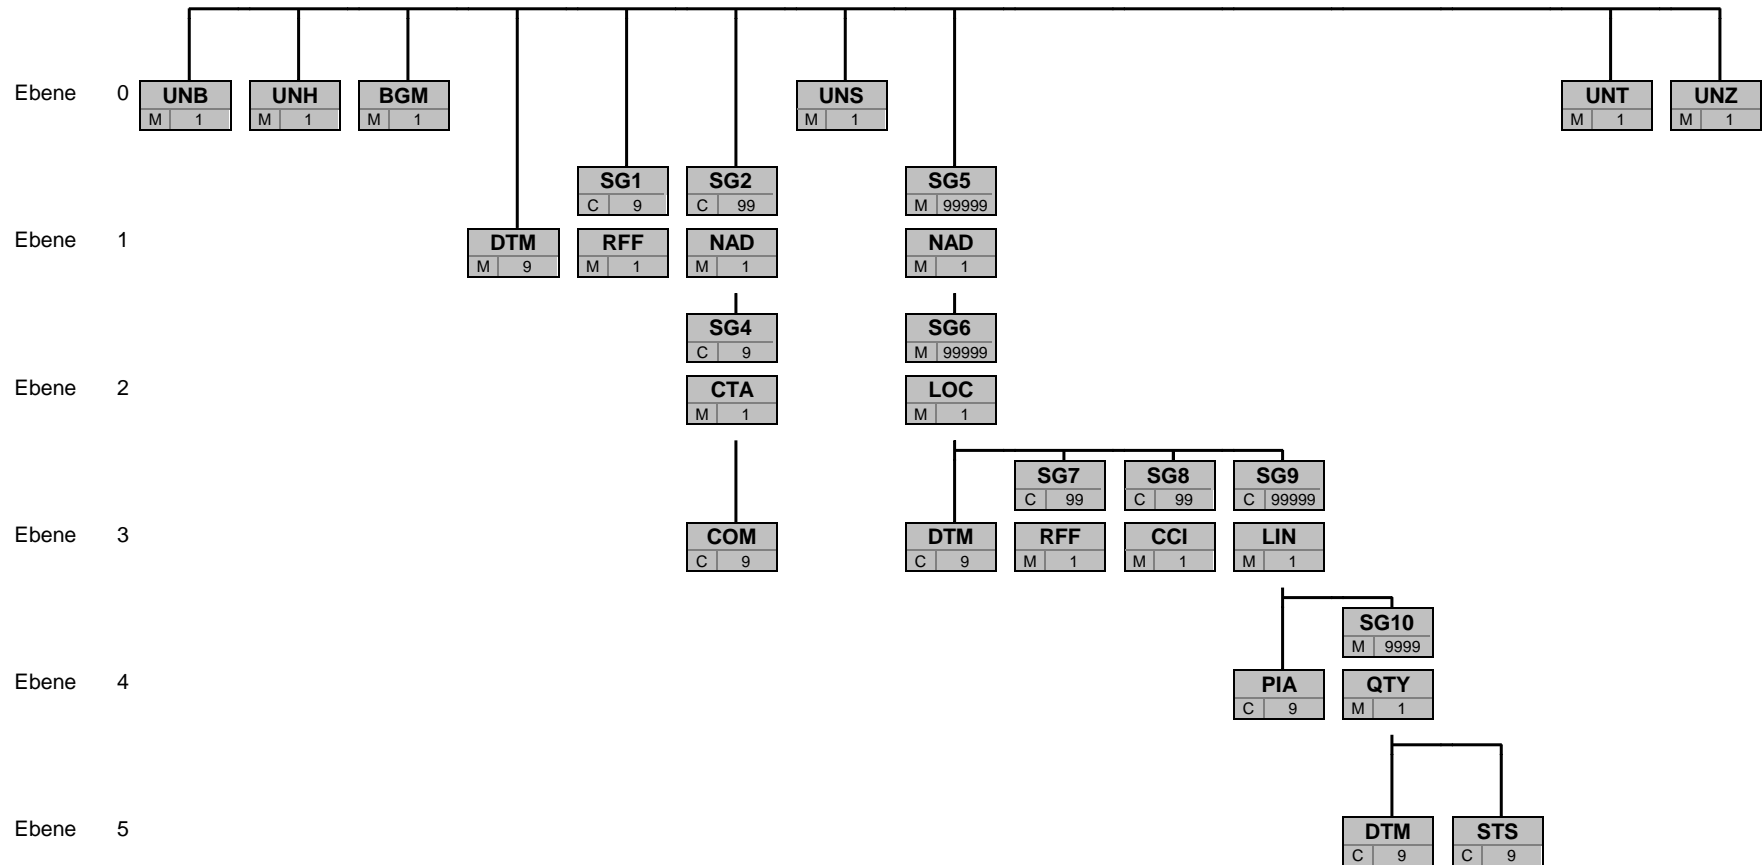 Ebene 0 UNB UNH BGM UNS UNT UNZ
M 1 M 1 M 1 M 1 M 1 M 1
SG1 SG2 SG5
C 9 C 99 M 99999
Ebene 1 DTM RFF NAD NAD
M 9 M 1 M 1 M 1
SG4 SG6
C 9 M 99999
Ebene 2 CTA LOC
M 1 M 1
SG7 SG8 SG9
C 99 C 99 C 99999
Ebene 3 COM DTM RFF CCI LIN
C 9 C 9 M 1 M 1 M 1
SG10
M 9999
Ebene 4 PIA QTY
C 9 M 1
Ebene 5 DTM STS
C 9 C 9